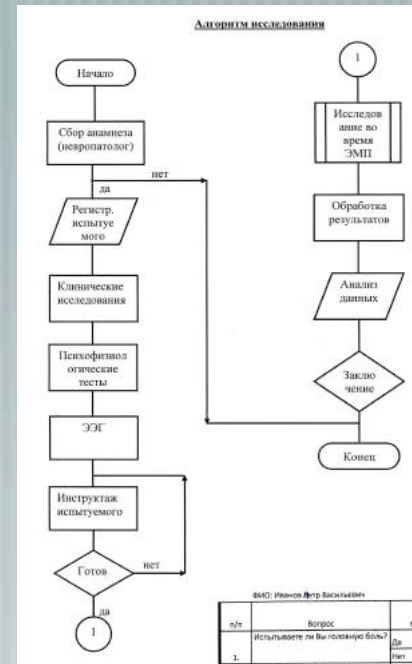 Алгоритм исследования
Начало
Сбор анамнеза
(невропатолог)
нет
да
Регистр.
испытуе
мого
Клинические
исследования
Психофизиол
огические
тесты
ЭЭГ
Инструктаж
испытуемого
Готов
нет
да
1
1
Исследов
ание во
время
ЭМП
Обработка
результатов
Анализ
данных
Заклю
чение
Конец
ФИО: Иванов Петр Васильевич
п/п
Вопрос
1.
Испытываете ли Вы головную боль?
Да
Нет